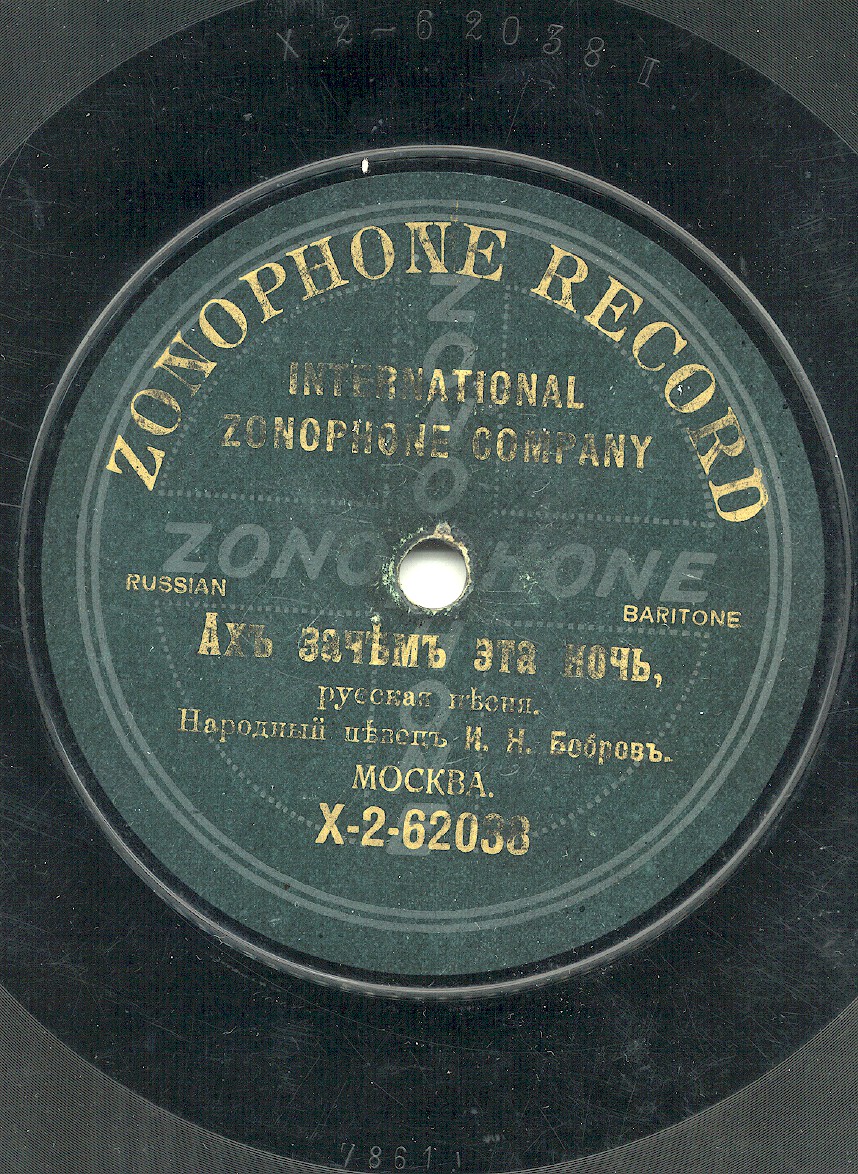 X 2-62038 I
ZONOPHONE RECORD
INTERNATIONAL
ZONOPHONE COMPANY
ZONOPHONE
ZONOPHONE
RUSSIAN
BARITONE
Ахъ зачѣмъ эта ночь,
русская пѣсня.
Народный пѣвецъ И. Н. Бобровъ.
МОСКВА.
X-2-62038
7861